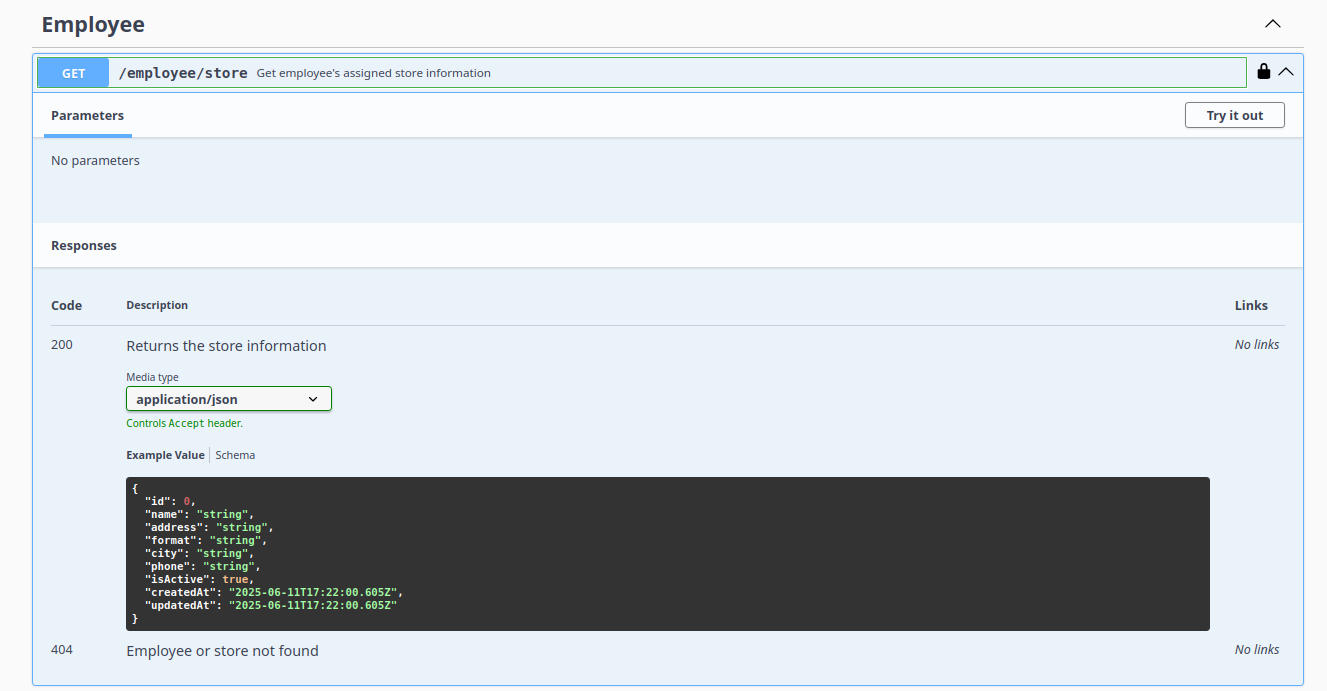 Employee
GET /employee/store Get employee's assigned store information
Parameters Try it out
No parameters
Responses
Code Description Links
200 Returns the store information No links
Media type
application/json
Controls Accept header.
Example Value Schema
{
  "id": 0,
  "name": "string",
  "address": "string",
  "format": "string",
  "city": "string",
  "phone": "string",
  "isActive": true,
  "createdAt": "2025-06-11T17:22:00.605Z",
  "updatedAt": "2025-06-11T17:22:00.605Z"
}
404 Employee or store not found No links